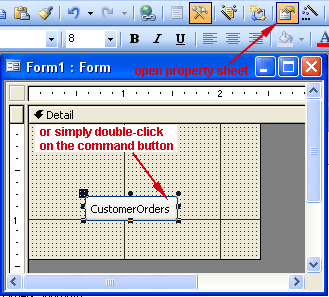 8
B I U
open property sheet
Form1 : Form
1
2
Detail
or simply double-click
on the command button
CustomerOrders
1